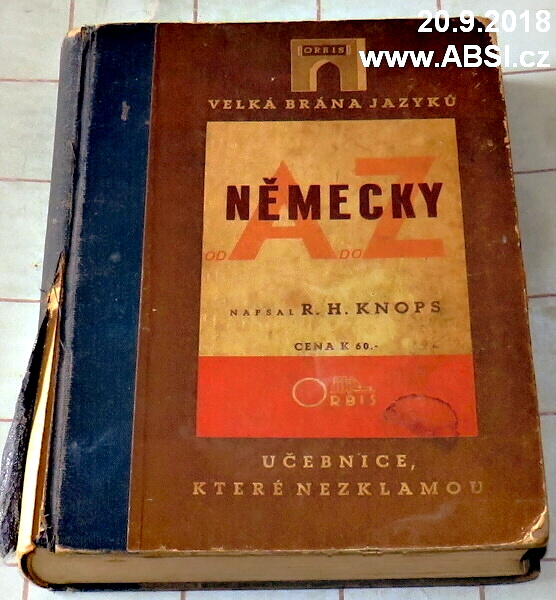 20.9.2018
www.ABSI.cz
ORBIS
VELKÁ BRÁNA JAZYKŮ
OD A DO Z
NĚMECKY
NAPSAL R. H. KNOPS
CENA K 60.-
ORBIS
UČEBNICE,
KTERÉ NEZKLAMOU